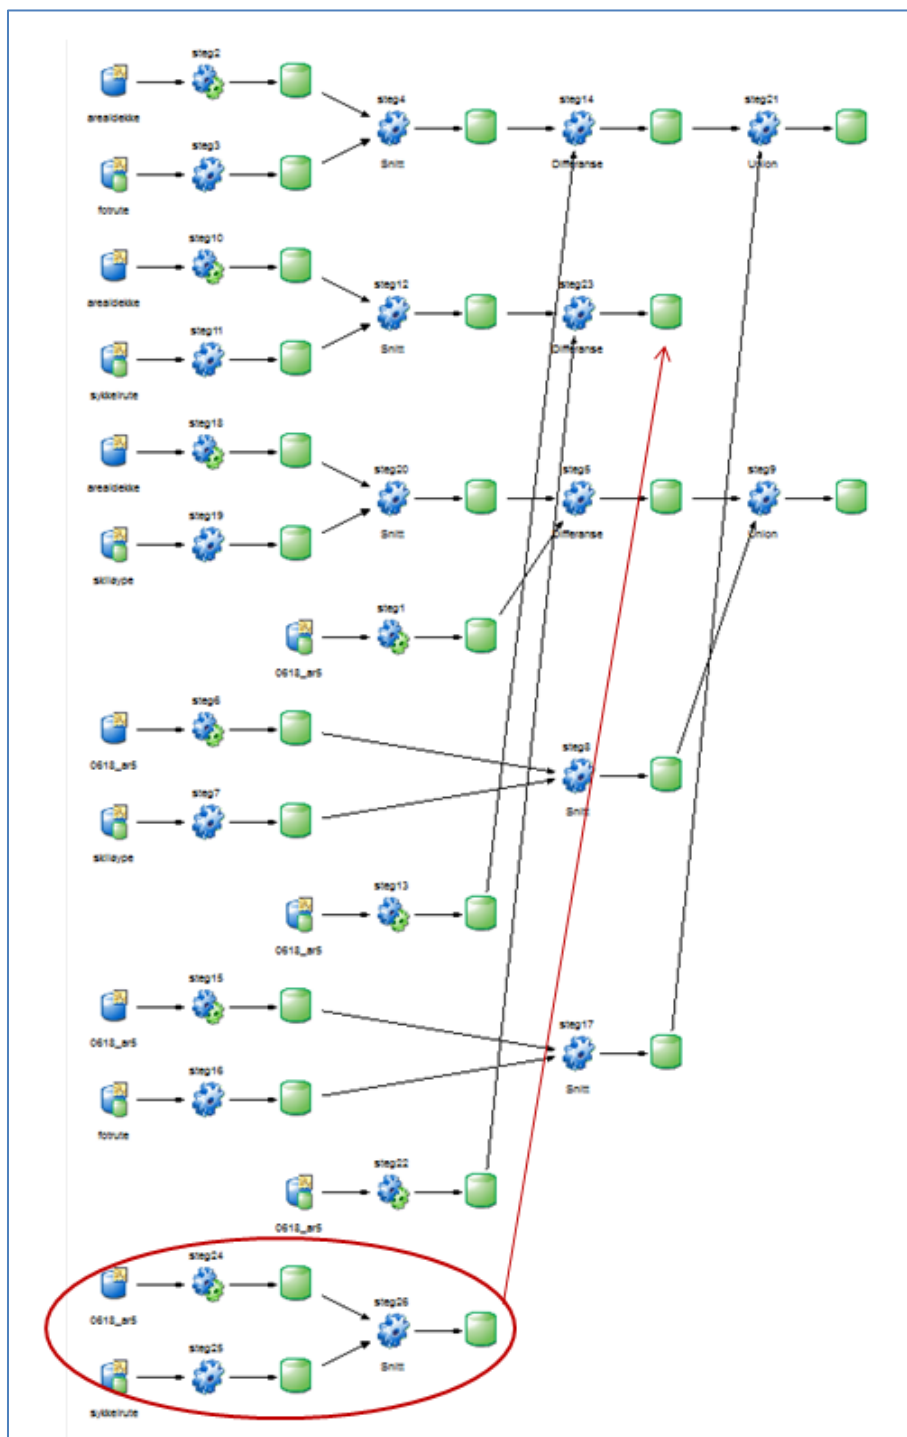 steg2
arealdekke
steg4
Snitt
steg14
Differanse
steg21
Union
steg3
fotrute
steg10
arealdekke
steg12
Snitt
steg23
Differanse
steg11
sykkelrute
steg18
arealdekke
steg20
Snitt
steg5
Differanse
steg9
Union
steg19
skiløype
steg1
0618_ar5
steg6
0618_ar5
steg8
Snitt
steg7
skiløype
steg13
0618_ar5
steg15
0618_ar5
steg17
Snitt
steg16
fotrute
steg22
0618_ar5
steg24
0618_ar5
steg26
Snitt
steg25
sykkelrute